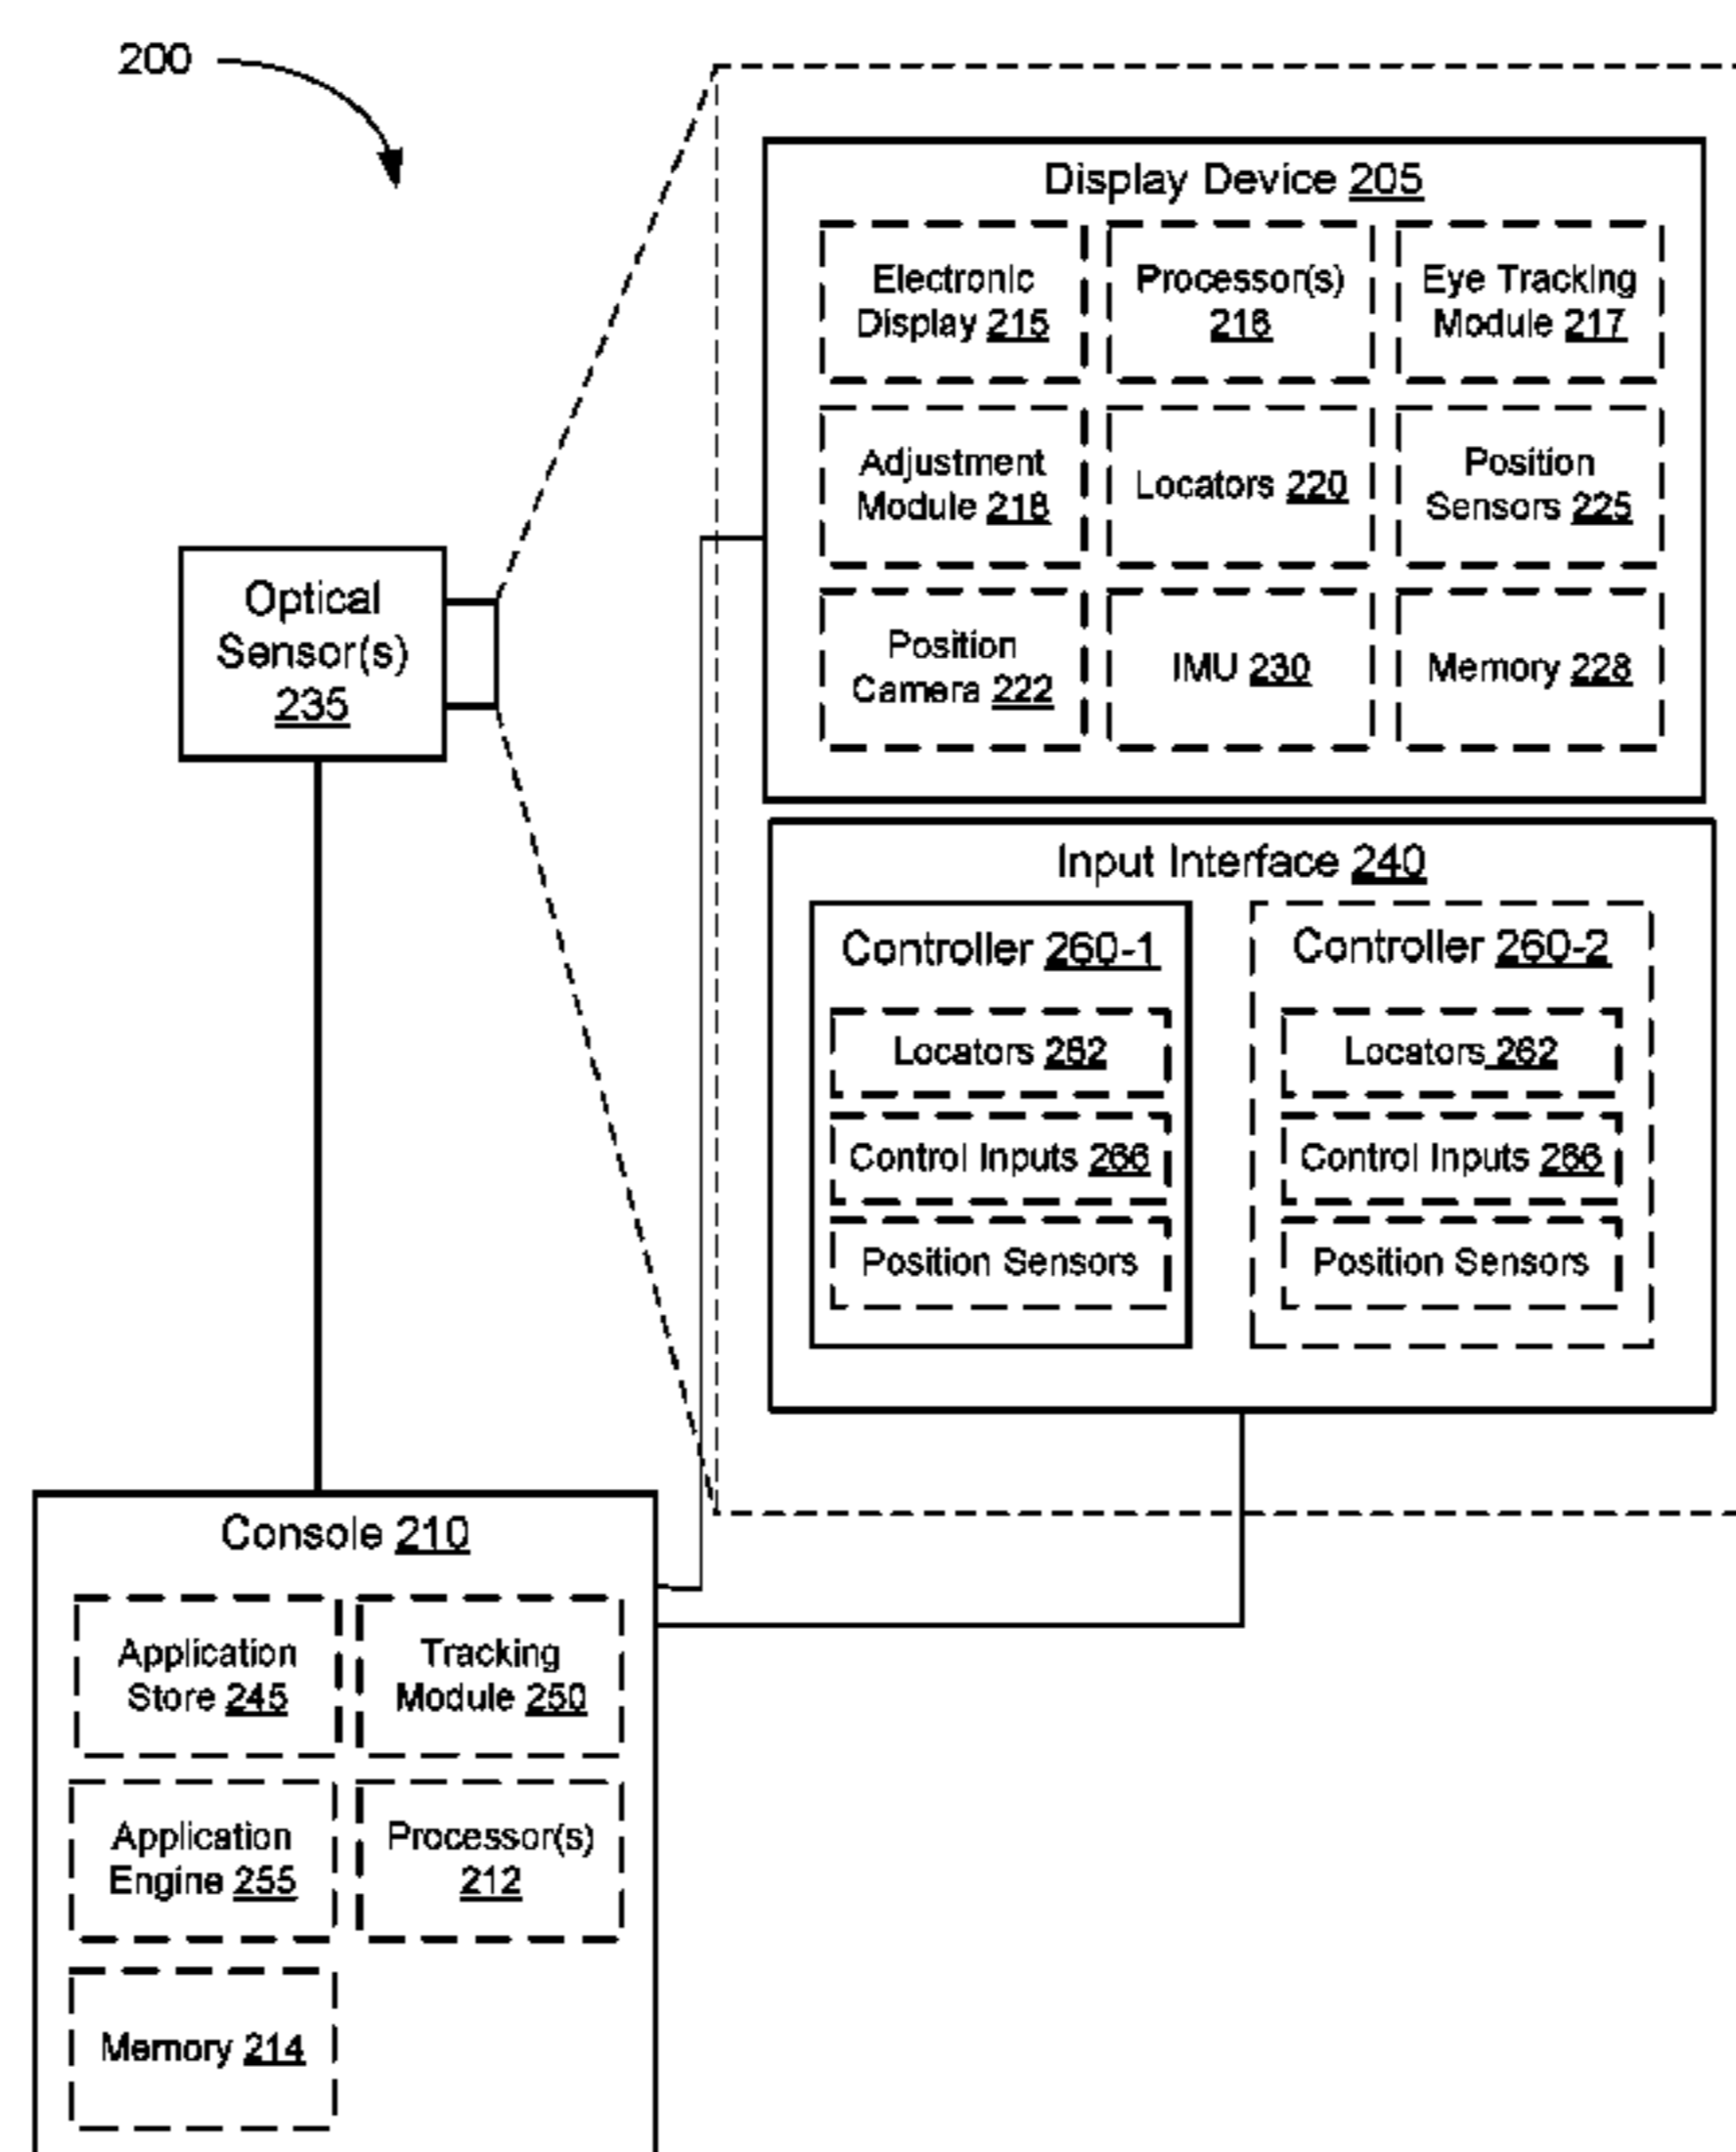 200
Display Device 205
Electronic
Display 215
Processor(s)
216
Eye Tracking
Module 217
Adjustment
Module 218
Locators 220
Position
Sensors 225
Position
Camera 222
IMU 230
Memory 228
Optical
Sensor(s)
235
Input Interface 240
Controller 260-1
Locators 262
Control Inputs 266
Position Sensors
Controller 260-2
Locators 262
Control Inputs 266
Position Sensors
Console 210
Application
Store 245
Tracking
Module 250
Application
Engine 255
Processor(s)
212
Memory 214